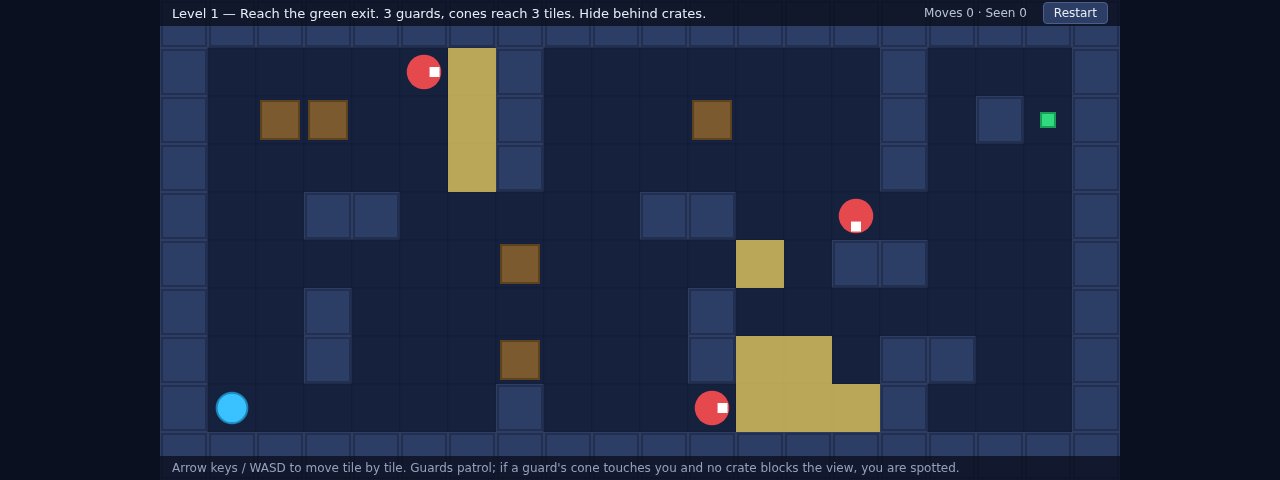 Level 1 — Reach the green exit. 3 guards, cones reach 3 tiles. Hide behind crates.
Moves 0 · Seen 0
Restart
Arrow keys / WASD to move tile by tile. Guards patrol; if a guard's cone touches you and no crate blocks the view, you are spotted.